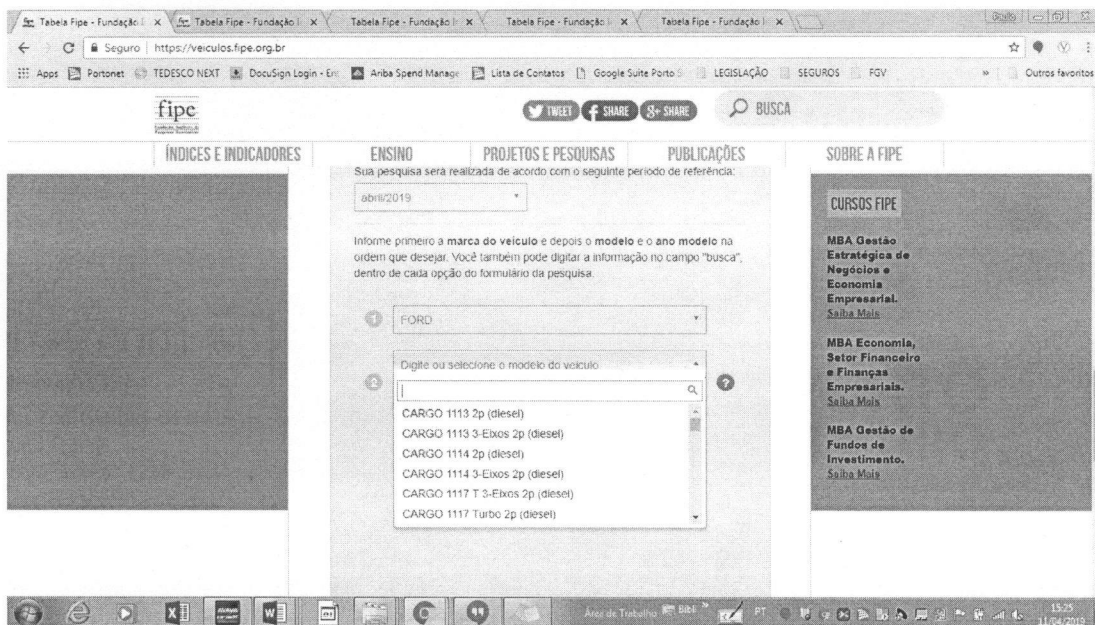 Tabela Fipe - Fundação I
Tabela Fipe - Fundação I
Tabela Fipe - Fundação I
Tabela Fipe - Fundação I
Tabela Fipe - Fundação I
Seguro
https://veiculos.fipe.org.br
Apps
Portonet
TEDESCO NEXT
DocuSign Login - En
Ariba Spend Manage
Lista de Contatos
Google Suite Porto S
LEGISLAÇÃO
SEGUROS
FGV
»
Outros favoritos
fipe
TWEET
SHARE
SHARE
BUSCA
ÍNDICES E INDICADORES
ENSINO
PROJETOS E PESQUISAS
PUBLICAÇÕES
SOBRE A FIPE
Sua pesquisa será realizada de acordo com o seguinte período de referência:
abril/2019
Informe primeiro a marca do veículo e depois o modelo e o ano modelo na
ordem que desejar. Você também pode digitar a informação no campo "busca",
dentro de cada opção do formulário da pesquisa.
1
FORD
2
Digite ou selecione o modelo do veículo
?
CARGO 1113 2p (diesel)
CARGO 1113 3-Eixos 2p (diesel)
CARGO 1114 2p (diesel)
CARGO 1114 3-Eixos 2p (diesel)
CARGO 1117 T 3-Eixos 2p (diesel)
CARGO 1117 Turbo 2p (diesel)
CURSOS FIPE
MBA Gestão
Estratégica de
Negócios e
Economia
Empresarial.
Saiba Mais
MBA Economia,
Setor Financeiro
e Finanças
Empresariais.
Saiba Mais
MBA Gestão de
Fundos de
Investimento.
Saiba Mais
Área de Trabalho
Bibli
»
PT
15:25
11/04/2019